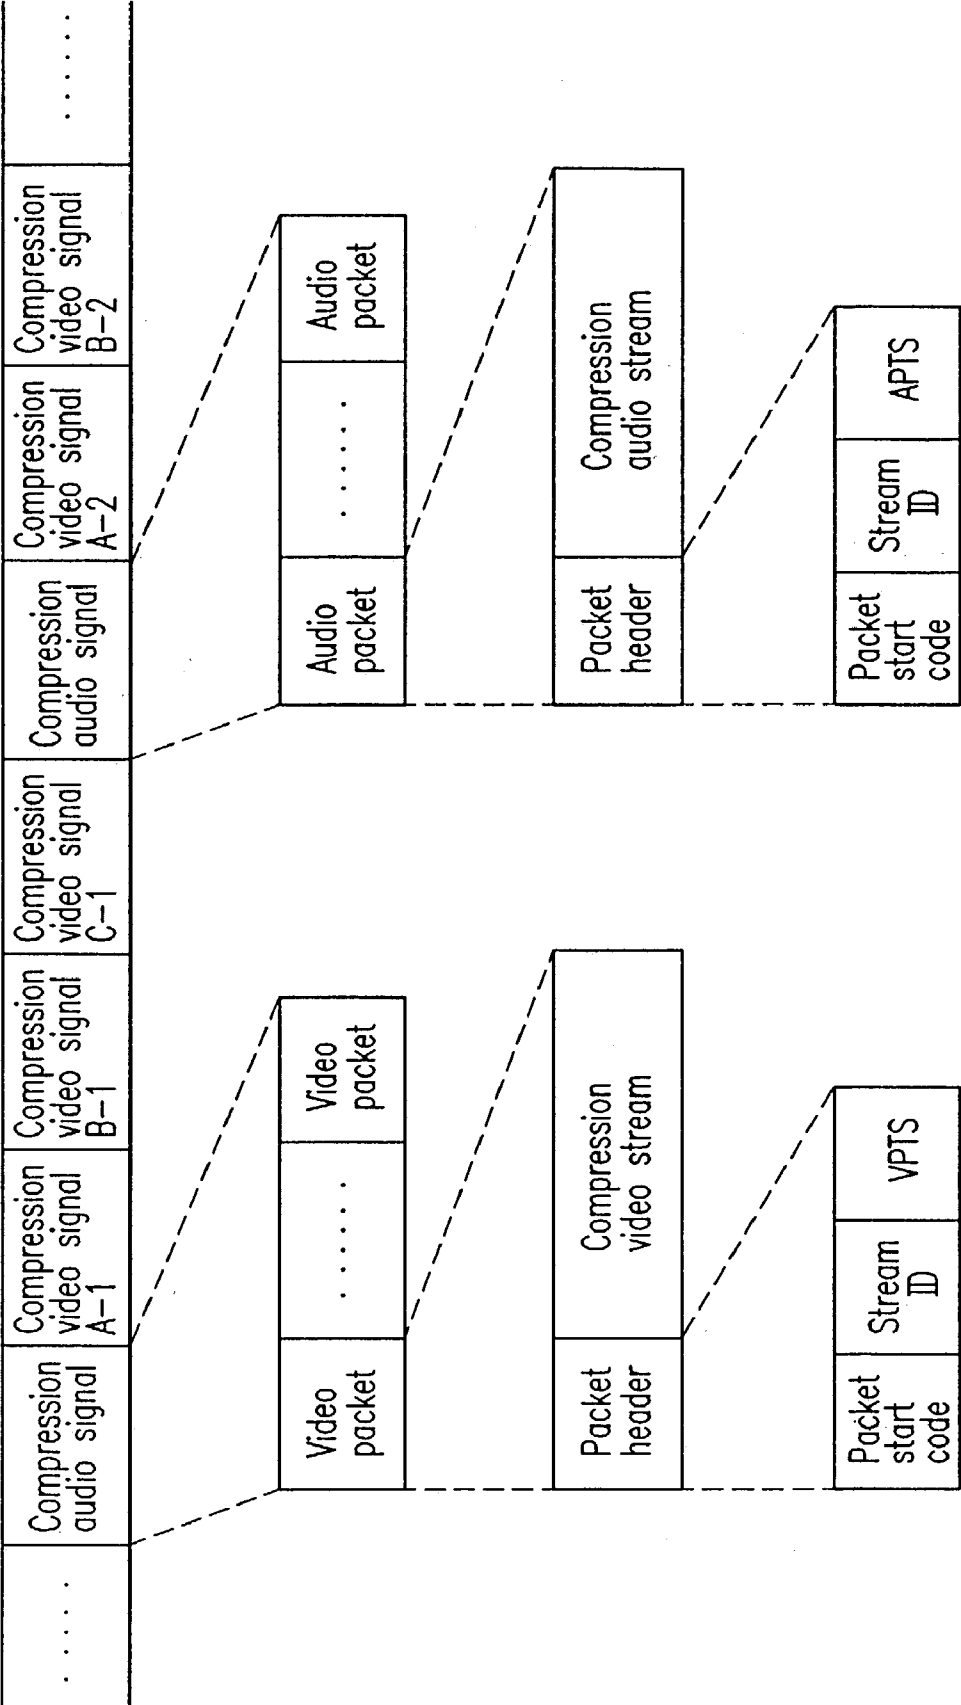 . . . . .
Compression
audio signal
Compression
video signal
A-1
Compression
video signal
B-1
Compression
video signal
C-1
Compression
audio signal
Compression
video signal
A-2
Compression
video signal
B-2
. . . . . .
Video
packet
. . . . .
Video
packet
Audio
packet
. . . . . .
Audio
packet
Packet
header
Compression
video stream
Packet
header
Compression
audio stream
Packet
start
code
Stream
ID
VPTS
Packet
start
code
Stream
ID
APTS